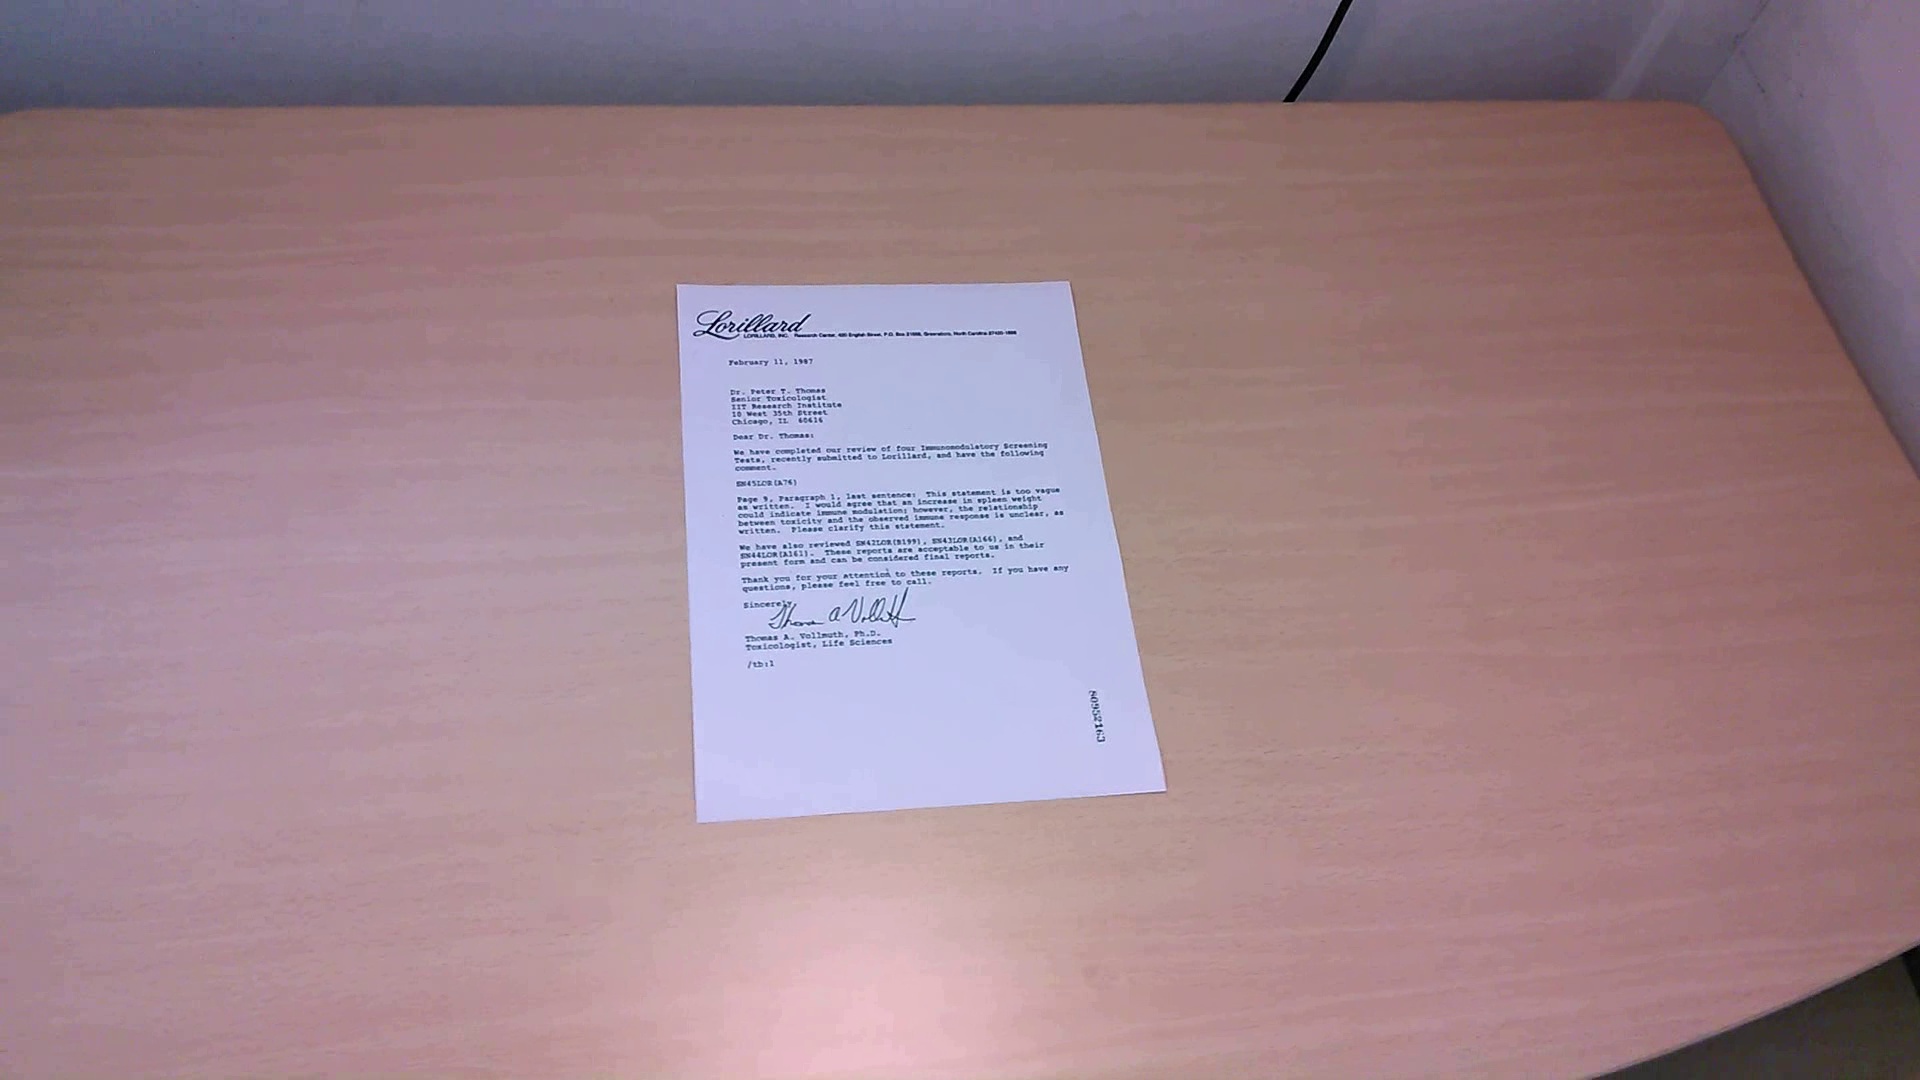 Lorillard
LORILLARD, INC. Research Center, 420 English Street, P.O. Box 21688, Greensboro, North Carolina 27420-1688
February 11, 1987
Dr. Peter T. Thomas
Senior Toxicologist
IIT Research Institute
10 West 35th Street
Chicago, IL 60616
Dear Dr. Thomas:
We have completed our review of four Immunomodulatory Screening
Tests, recently submitted to Lorillard, and have the following
comment.
SN45LOR(A76)
Page 9, Paragraph 1, last sentence: This statement is too vague
as written. I would agree that an increase in spleen weight
could indicate immune modulation; however, the relationship
between toxicity and the observed immune response is unclear, as
written. Please clarify this statement.
We have also reviewed SN42LOR(B199), SN43LOR(A166), and
SN44LOR(A161). These reports are acceptable to us in their
present form and can be considered final reports.
Thank you for your attention to these reports. If you have any
questions, please feel free to call.
Sincerely,
Thomas A Vollmuth
Thomas A. Vollmuth, Ph.D.
Toxicologist, Life Sciences
/tb:1
80952163